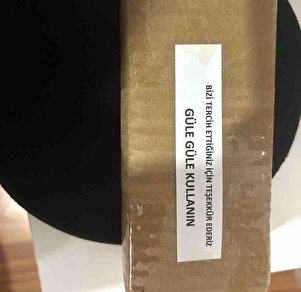 BİZİ TERCİH ETTİĞİNİZ İÇİN TEŞEKKÜR EDERİZ
GÜLE GÜLE KULLANIN